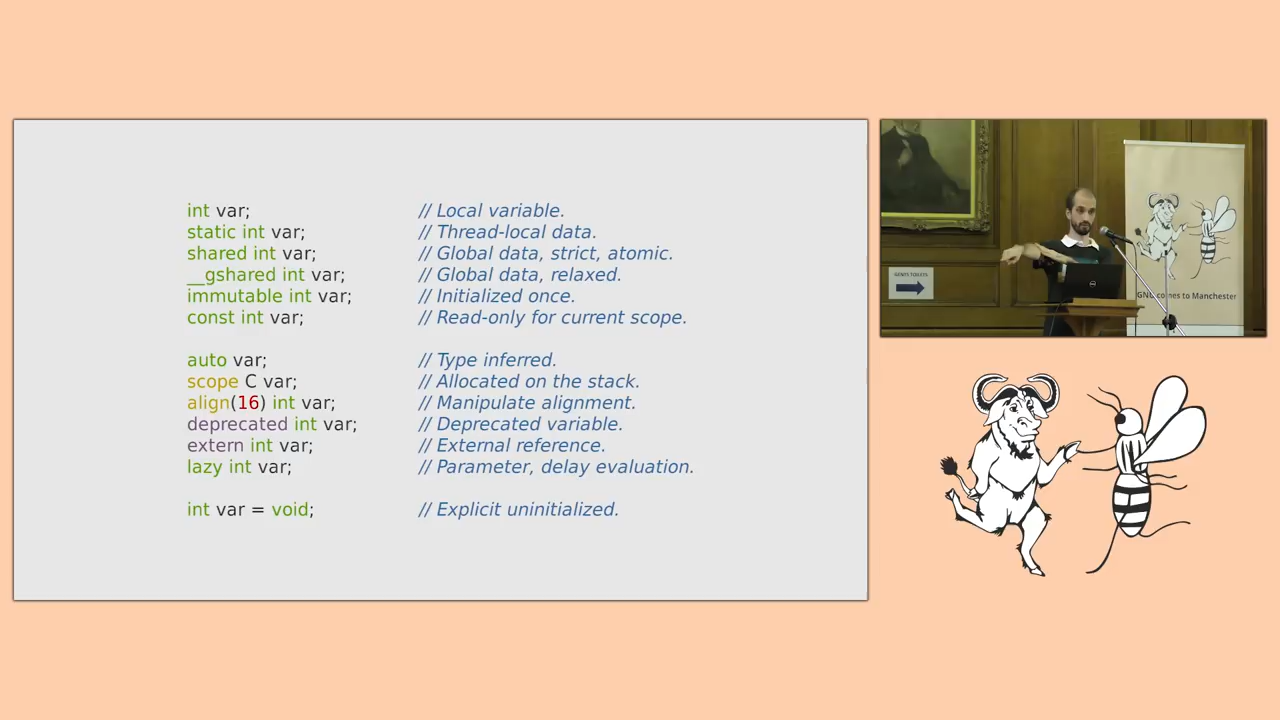 int var; // Local variable.
static int var; // Thread-local data.
shared int var; // Global data, strict, atomic.
__gshared int var; // Global data, relaxed.
immutable int var; // Initialized once.
const int var; // Read-only for current scope.
auto var; // Type inferred.
scope C var; // Allocated on the stack.
align(16) int var; // Manipulate alignment.
deprecated int var; // Deprecated variable.
extern int var; // External reference.
lazy int var; // Parameter, delay evaluation.
int var = void; // Explicit uninitialized.
GENTS TOILETS
GNU comes to Manchester